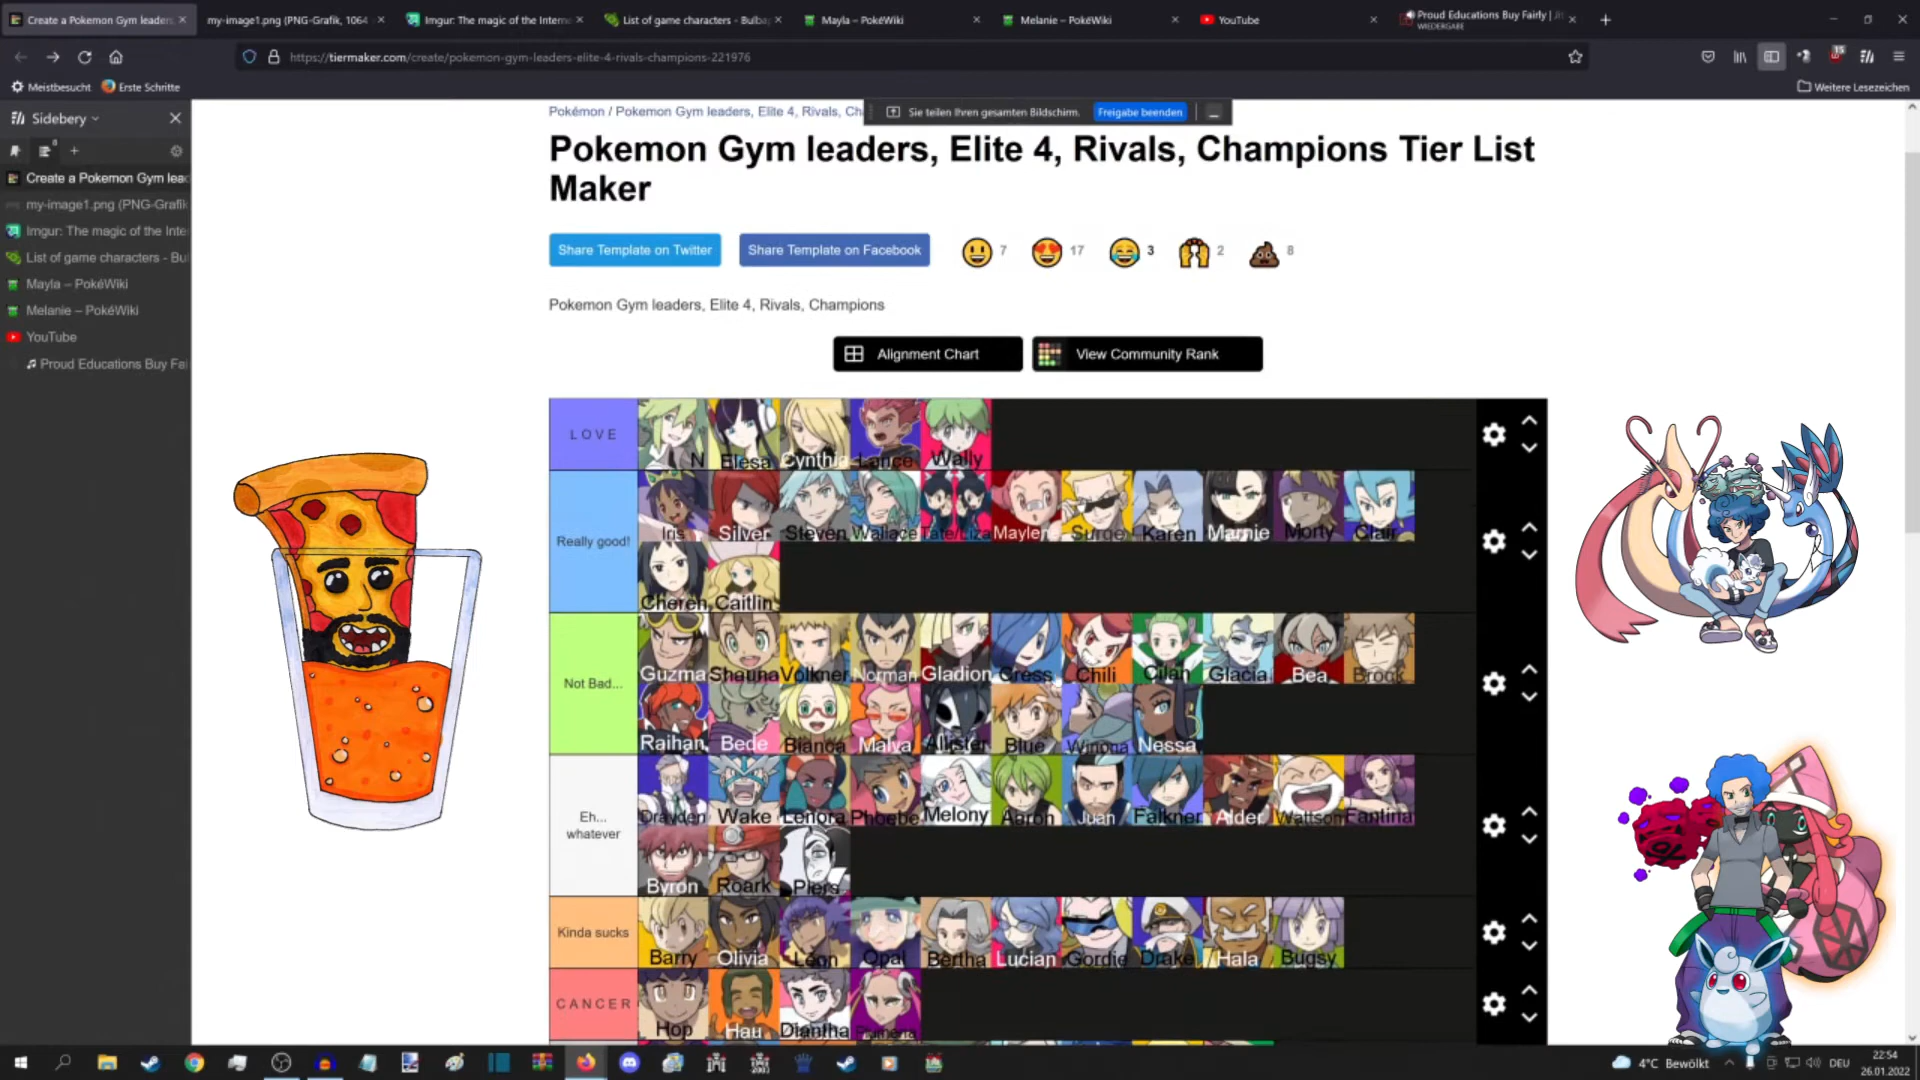 Create a Pokemon Gym leaders,
my-image1.png (PNG-Grafik, 1064
Imgur: The magic of the Interne
List of game characters - Bulba
Mayla – PokéWiki
Melanie – PokéWiki
YouTube
Proud Educations Buy Fairly | Jit
WIEDERGABE
https://tiermaker.com/create/pokemon-gym-leaders-elite-4-rivals-champions-221976
15
Meistbesucht
Erste Schritte
Weitere Lesezeichen
Sidebery
8
Create a Pokemon Gym lead
my-image1.png (PNG-Grafik
Imgur: The magic of the Inte
List of game characters - Bu
Mayla – PokéWiki
Melanie – PokéWiki
YouTube
Proud Educations Buy Fai
Pokémon / Pokemon Gym leaders, Elite 4, Rivals, Ch
Sie teilen Ihren gesamten Bildschirm.
Freigabe beenden
Pokemon Gym leaders, Elite 4, Rivals, Champions Tier List
Maker
Share Template on Twitter
Share Template on Facebook
7
17
3
2
8
Pokemon Gym leaders, Elite 4, Rivals, Champions
Alignment Chart
View Community Rank
LOVE
N Elesa Cynthia Lance Wally
Really good!
Iris Silver Steven Wallace Tate/Liza Maylene Surge Karen Marnie Morty Clair
Cheren Caitlin
Not Bad...
Guzma Shauna Volkner Norman Gladion Cress Chili Cilan Glacia Bea Brock
Raihan Bede Bianca Malva Allister Blue Winona Nessa
Eh...
whatever
Drayden Wake Lenora Phoebe Melony Aaron Juan Falkner Alder Wattson Fantina
Byron Roark Piers
Kinda sucks
Barry Olivia Leon Opal Bertha Lucian Gordie Drake Hala Bugsy
CANCER
Hop Hau Diantha Plumeria
4°C Bewölkt
DEU
22:54
26.01.2022